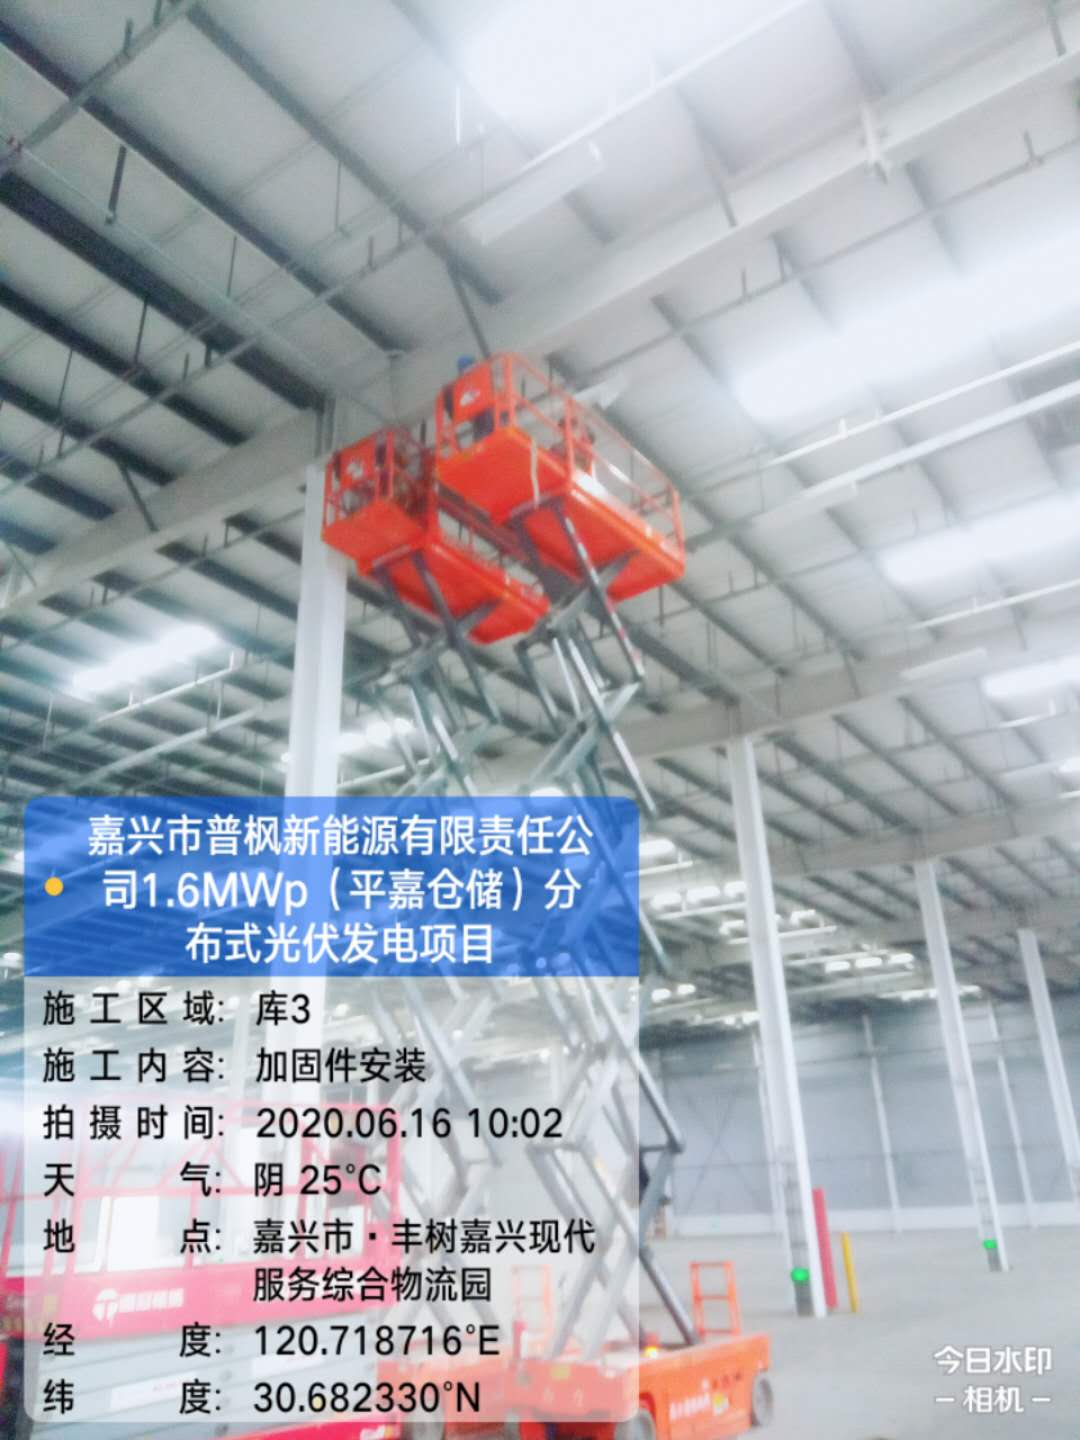 嘉兴市普枫新能源有限责任公
司1.6MWp（平嘉仓储）分
布式光伏发电项目
施工区域: 库3
施工内容: 加固件安装
拍摄时间: 2020.06.16 10:02
天气: 阴 25°C
地点: 嘉兴市·丰树嘉兴现代
服务综合物流园
经度: 120.718716°E
纬度: 30.682330°N
今日水印
－相机－